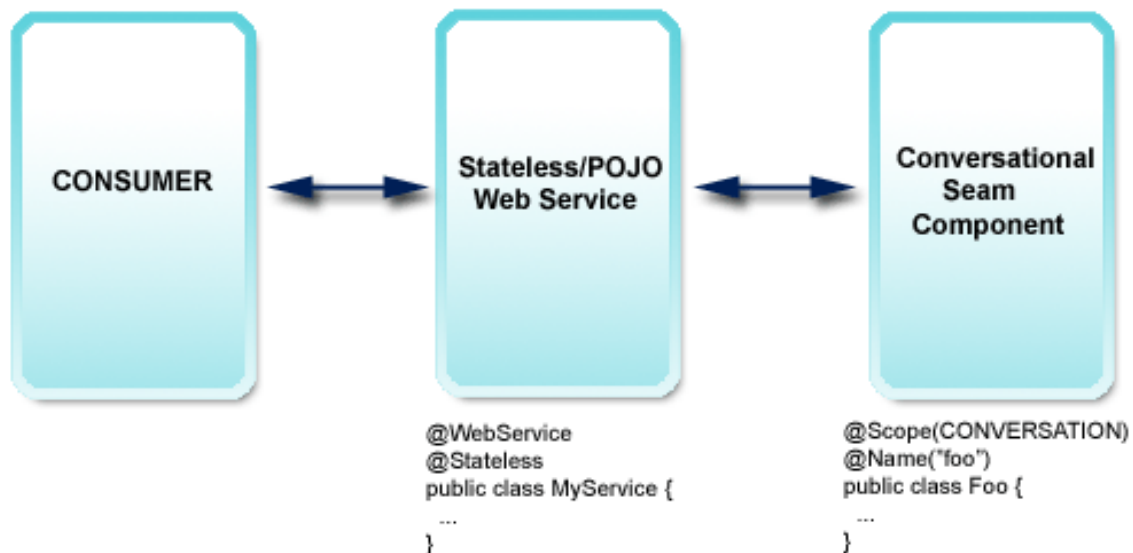 CONSUMER
Stateless/POJO
Web Service
Conversational
Seam
Component
@WebService
@Stateless
public class MyService {
...
}
@Scope(CONVERSATION)
@Name("foo")
public class Foo {
...
}